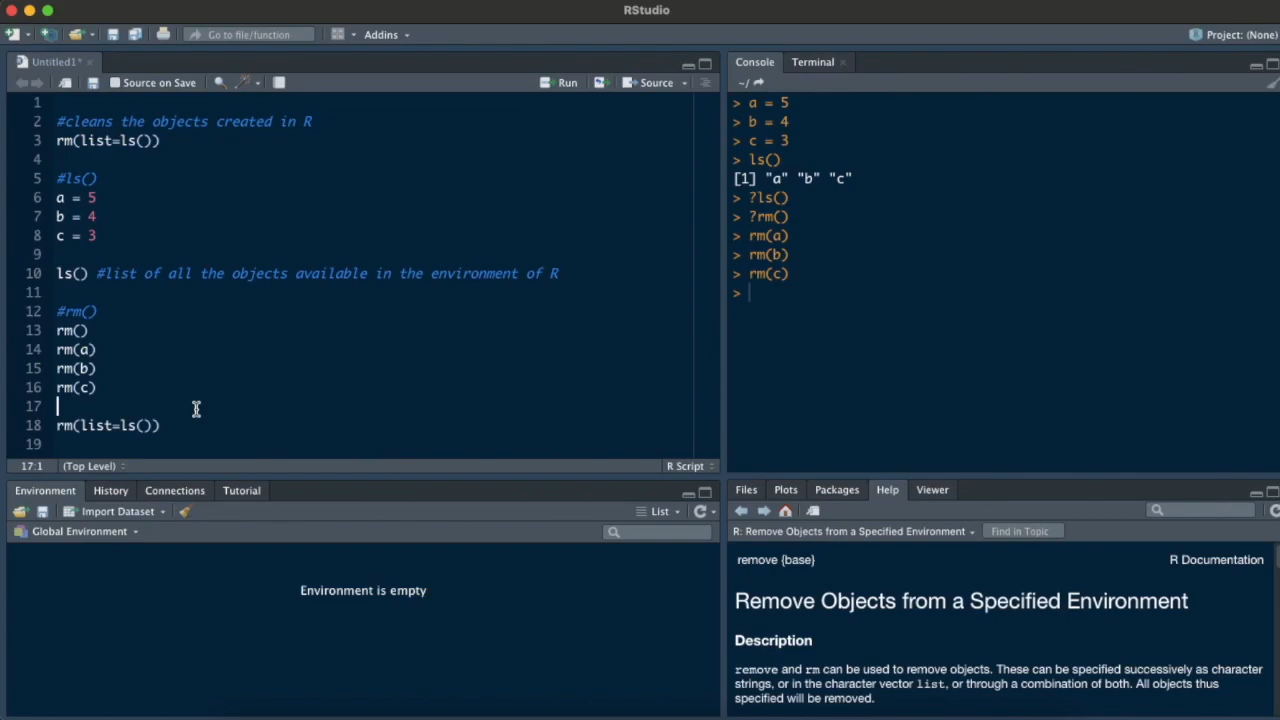 RStudio
Go to file/function
Addins
Project: (None)
Untitled1*
Source on Save
Run
Source
1
2 #cleans the objects created in R
3 rm(list=ls())
4
5 #ls()
6 a = 5
7 b = 4
8 c = 3
9
10 ls() #list of all the objects available in the environment of R
11
12 #rm()
13 rm()
14 rm(a)
15 rm(b)
16 rm(c)
17
18 rm(list=ls())
19
17:1 (Top Level)
R Script
Console Terminal
~/
> a = 5
> b = 4
> c = 3
> ls()
[1] "a" "b" "c"
> ?ls()
> ?rm()
> rm(a)
> rm(b)
> rm(c)
>
Environment History Connections Tutorial
Import Dataset
List
Global Environment
Environment is empty
Files Plots Packages Help Viewer
R: Remove Objects from a Specified Environment
Find in Topic
remove {base}
R Documentation
Remove Objects from a Specified Environment
Description
remove and rm can be used to remove objects. These can be specified successively as character
strings, or in the character vector list, or through a combination of both. All objects thus
specified will be removed.